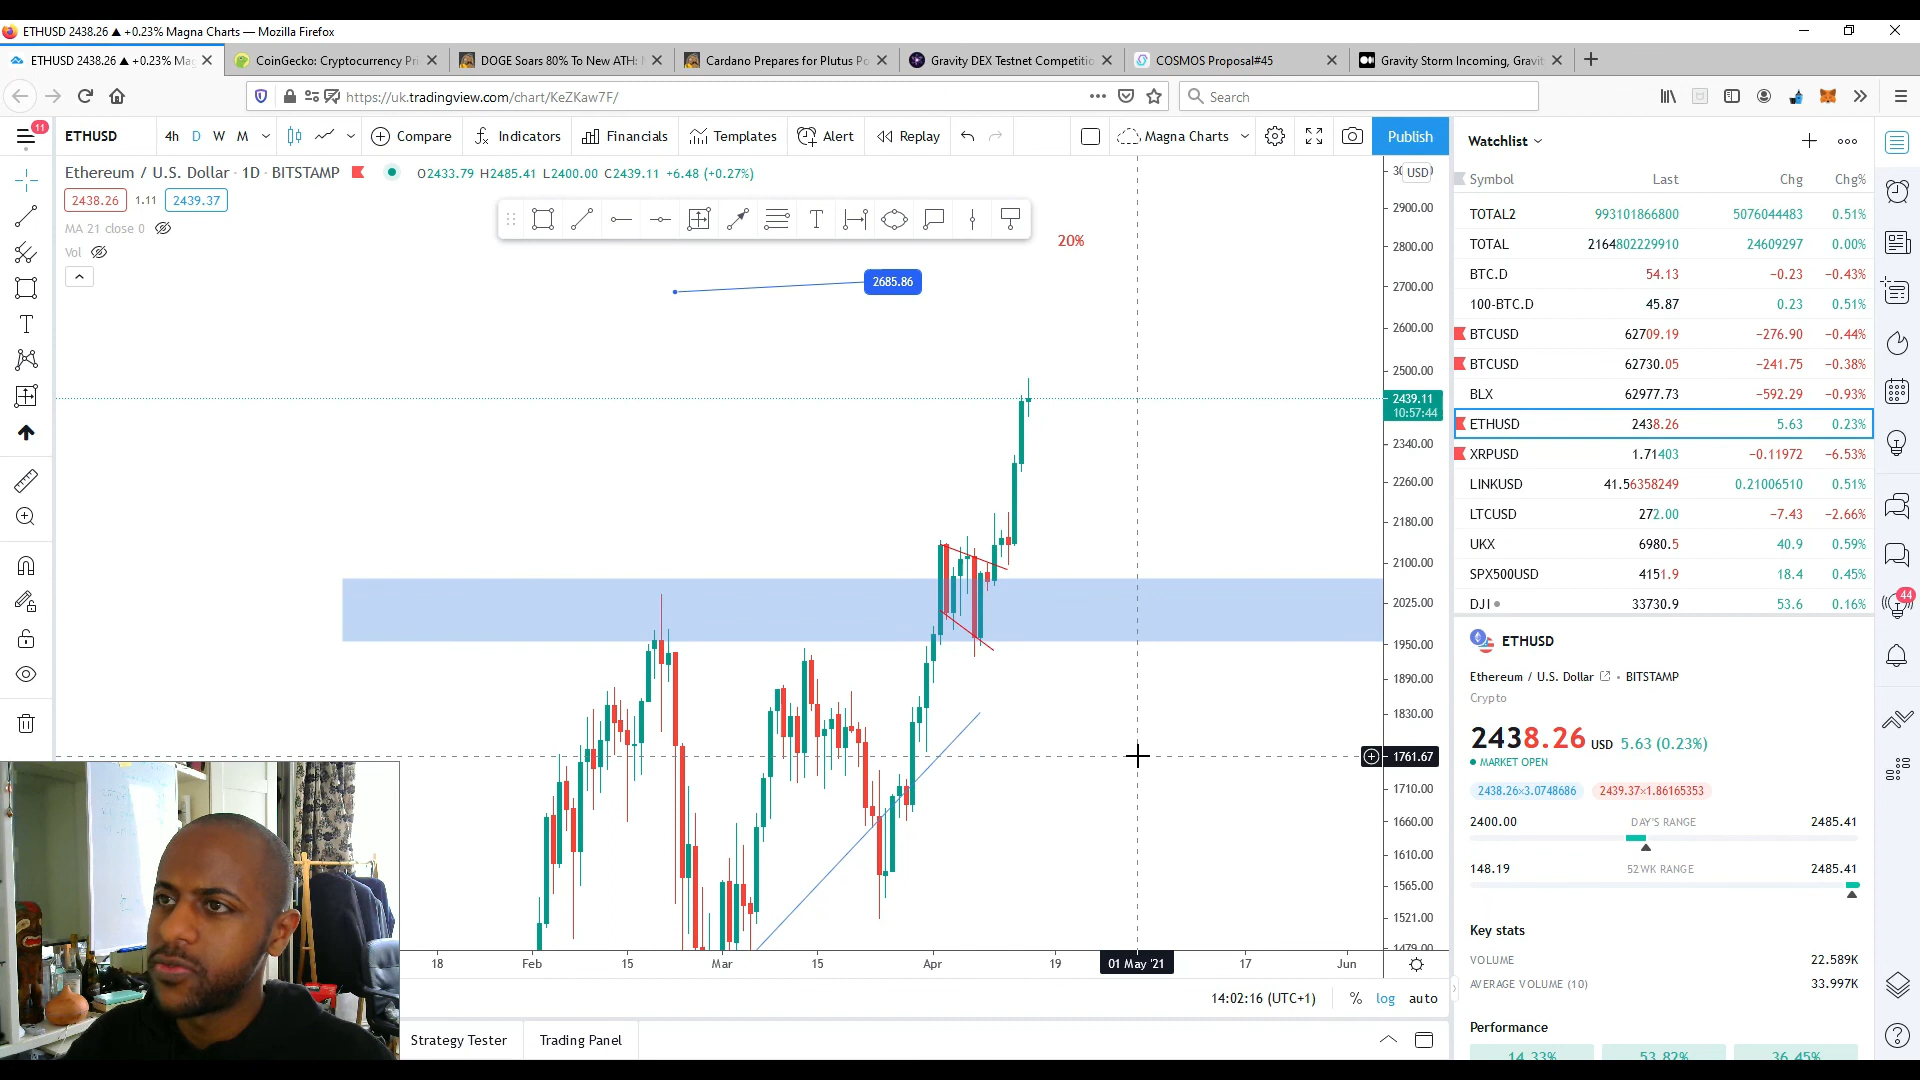 ETHUSD 2438.26 ▲ +0.23% Magna Charts — Mozilla Firefox
ETHUSD 2438.26 ▲ +0.23% Mag
CoinGecko: Cryptocurrency Pri
DOGE Soars 80% To New ATH:
Cardano Prepares for Plutus Po
Gravity DEX Testnet Competitio
COSMOS Proposal#45
Gravity Storm Incoming, Gravit
https://uk.tradingview.com/chart/KeZKaw7F/
Search
11
ETHUSD
4h
D
W
M
Compare
Indicators
Financials
Templates
Alert
Replay
Magna Charts
Publish
Ethereum / U.S. Dollar · 1D · BITSTAMP
O2433.79 H2485.41 L2400.00 C2439.11 +6.48 (+0.27%)
2438.26
1.11
2439.37
MA 21 close 0
Vol
20%
2685.86
USD
2900.00
2800.00
2700.00
2600.00
2500.00
2439.11
10:57:44
2340.00
2260.00
2180.00
2100.00
2025.00
1950.00
1890.00
1830.00
1761.67
1710.00
1660.00
1610.00
1565.00
1521.00
1479.00
18
Feb
15
Mar
15
Apr
19
01 May '21
17
Jun
14:02:16 (UTC+1)
%
log
auto
Strategy Tester
Trading Panel
Watchlist
Symbol Last Chg Chg%
TOTAL2 993101866800 5076044483 0.51%
TOTAL 2164802229910 24609297 0.00%
BTC.D 54.13 −0.23 −0.43%
100-BTC.D 45.87 0.23 0.51%
BTCUSD 62709.19 −276.90 −0.44%
BTCUSD 62730.05 −241.75 −0.38%
BLX 62977.73 −592.29 −0.93%
ETHUSD 2438.26 5.63 0.23%
XRPUSD 1.71403 −0.11972 −6.53%
LINKUSD 41.56358249 0.21006510 0.51%
LTCUSD 272.00 −7.43 −2.66%
UKX 6980.5 40.9 0.59%
SPX500USD 4151.9 18.4 0.45%
DJI 33730.9 53.6 0.16%
44
ETHUSD
Ethereum / U.S. Dollar • BITSTAMP
Crypto
2438.26 USD 5.63 (0.23%)
MARKET OPEN
2438.26×3.0748686
2439.37×1.86165353
2400.00 DAY'S RANGE 2485.41
148.19 52WK RANGE 2485.41
Key stats
VOLUME 22.589K
AVERAGE VOLUME (10) 33.997K
Performance
14.33% 53.82% 36.45%